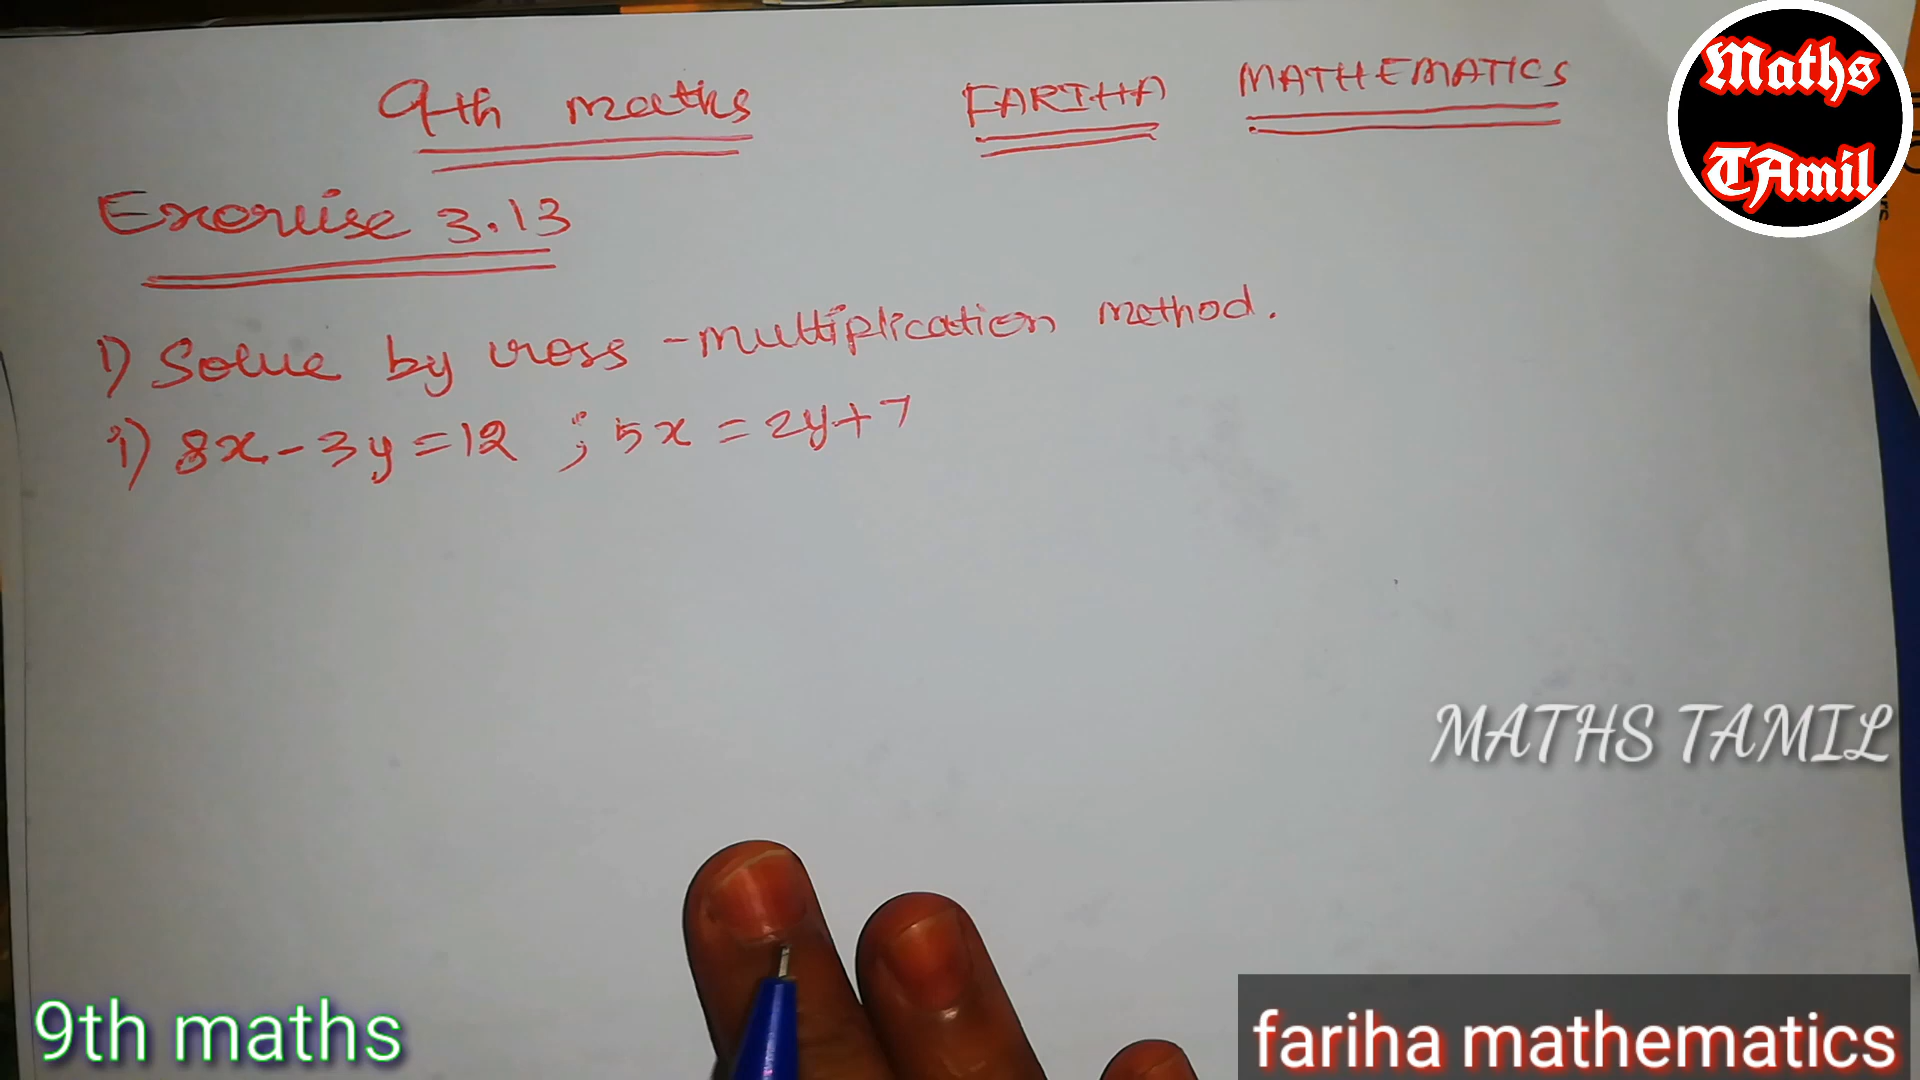 9th maths FARIHA MATHEMATICS
Maths
TAmil
Exercise 3.13
1) Solve by cross-multiplication method.
i) 8x - 3y = 12 ; 5x = 2y + 7
MATHS TAMIL
9th maths
fariha mathematics